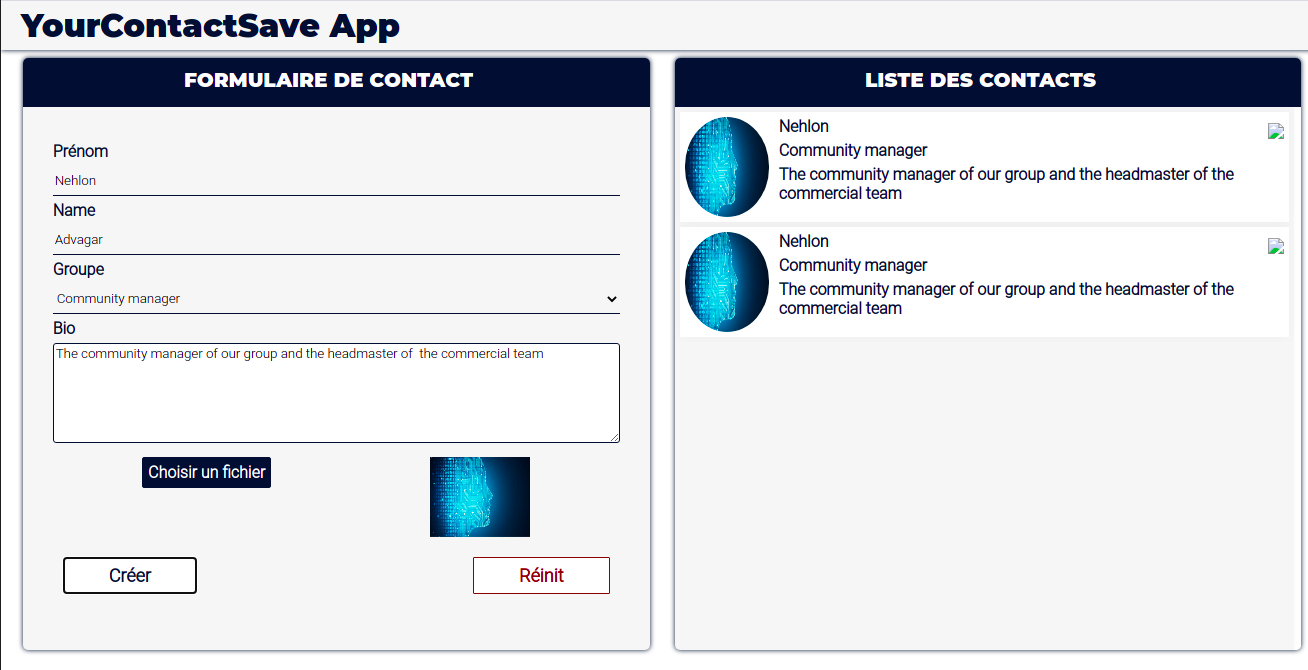 YourContactSave App
FORMULAIRE DE CONTACT
Prénom
Nehlon
Name
Advagar
Groupe
Community manager
Bio
The community manager of our group and the headmaster of  the commercial team
Choisir un fichier
Créer
Réinit
LISTE DES CONTACTS
Nehlon
Community manager
The community manager of our group and the headmaster of the
commercial team
Nehlon
Community manager
The community manager of our group and the headmaster of the
commercial team